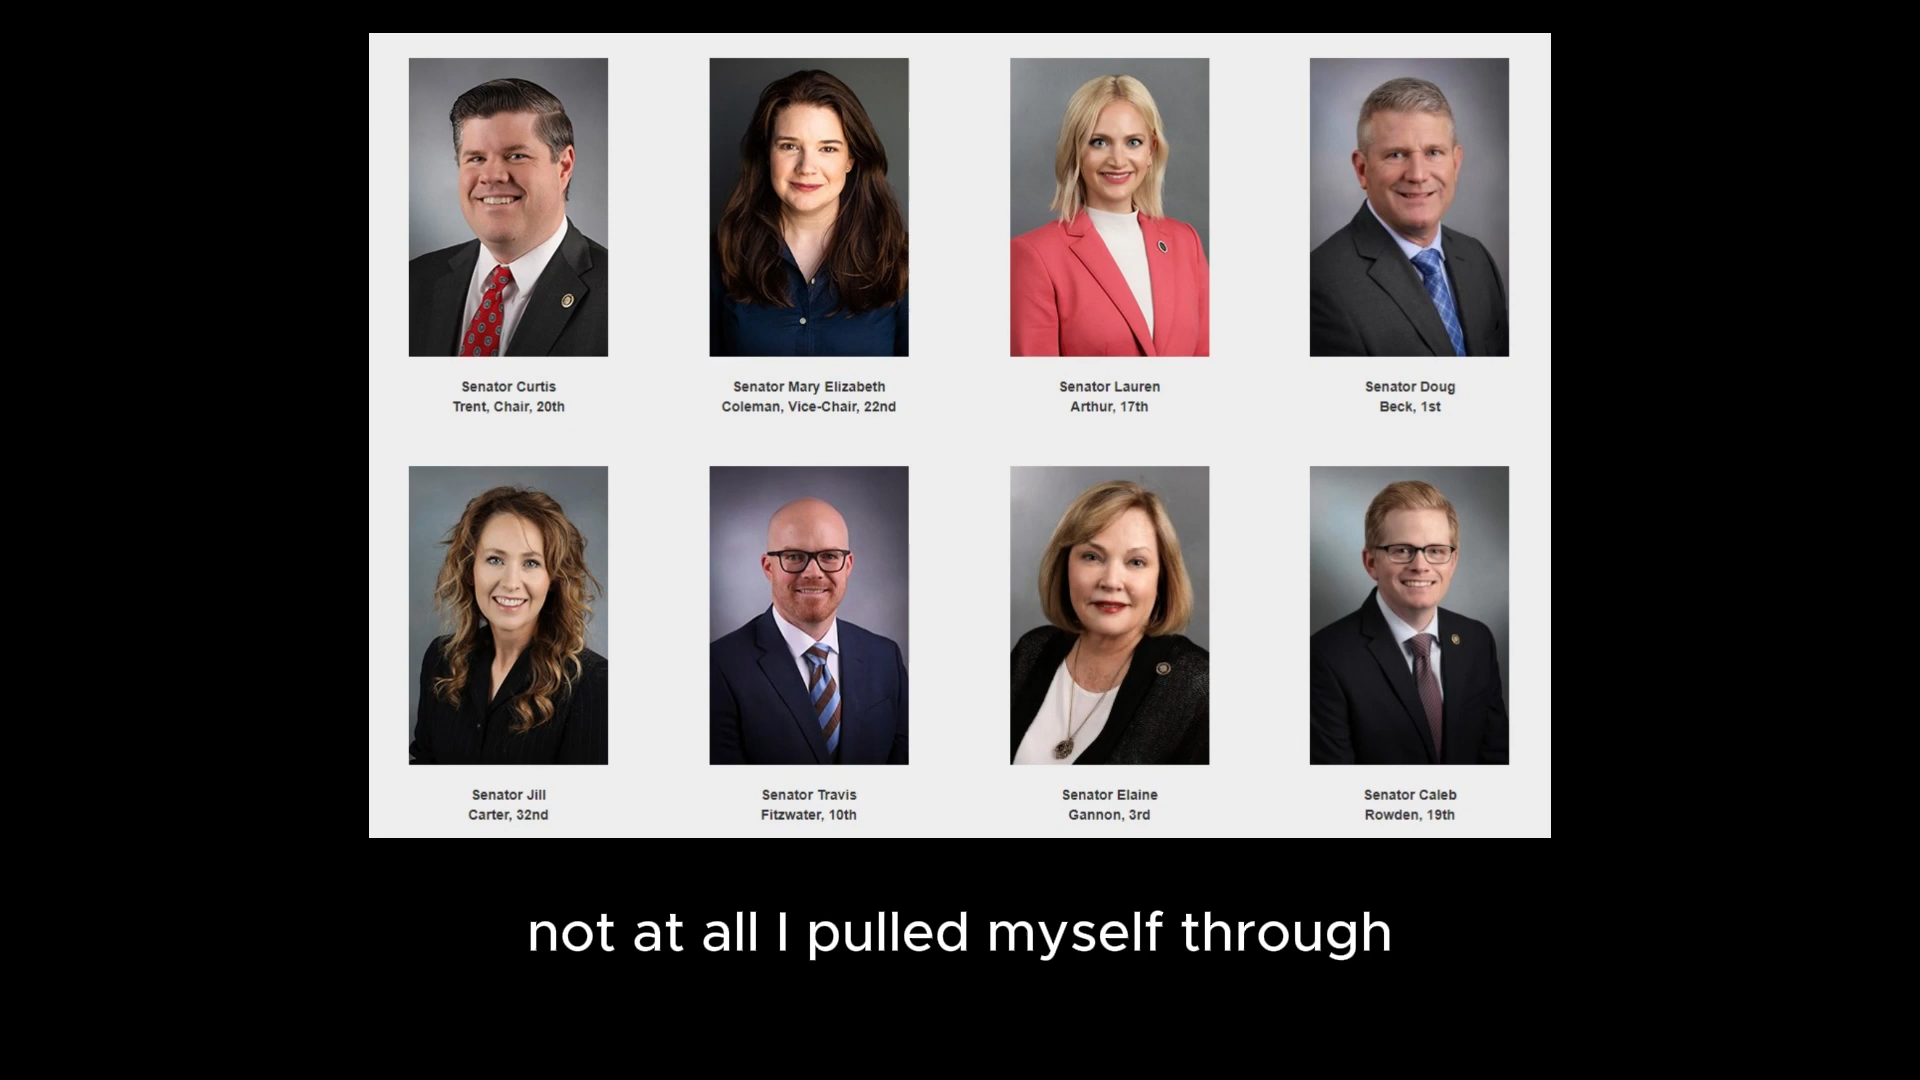 Senator Curtis
Trent, Chair, 20th
Senator Mary Elizabeth
Coleman, Vice-Chair, 22nd
Senator Lauren
Arthur, 17th
Senator Doug
Beck, 1st
Senator Jill
Carter, 32nd
Senator Travis
Fitzwater, 10th
Senator Elaine
Gannon, 3rd
Senator Caleb
Rowden, 19th
not at all I pulled myself through